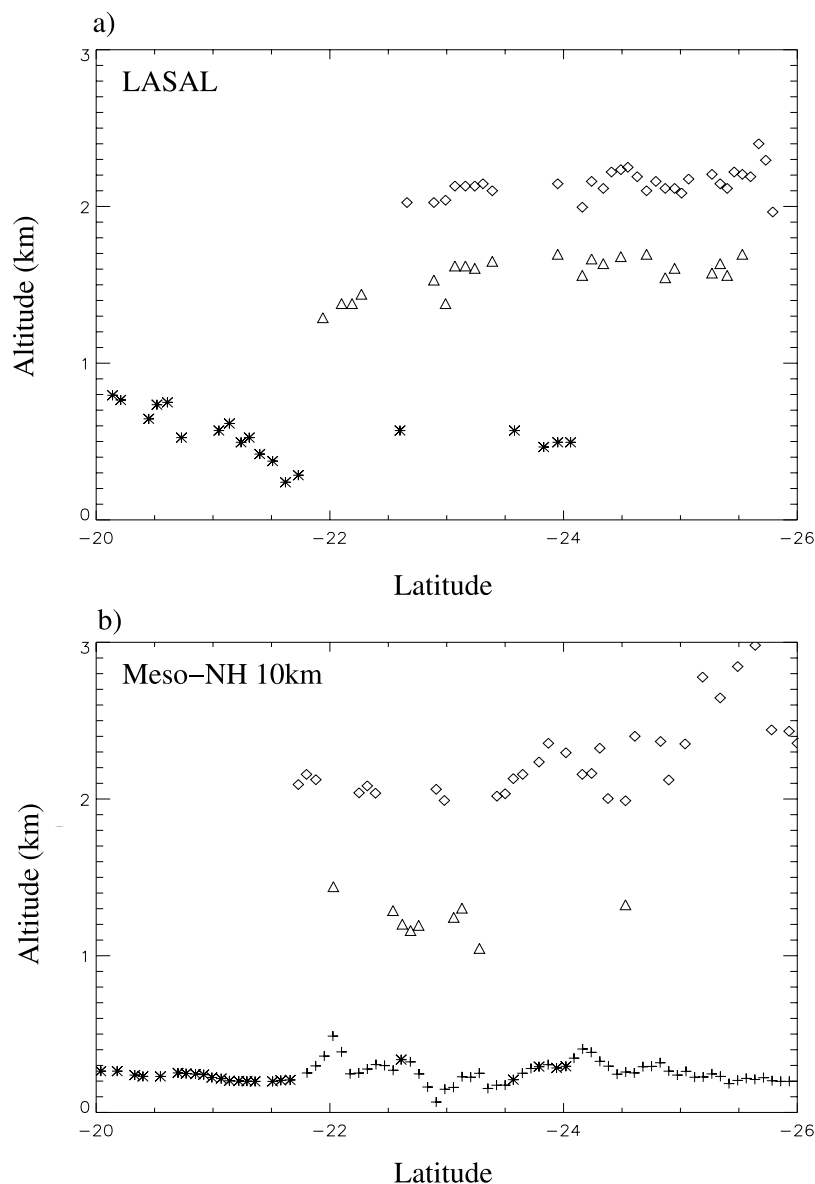 a)
3
LASAL
2
Altitude (km)
1
0
−20
−22
−24
−26
Latitude
b)
3
Meso−NH 10km
2
Altitude (km)
1
0
−20
−22
−24
−26
Latitude